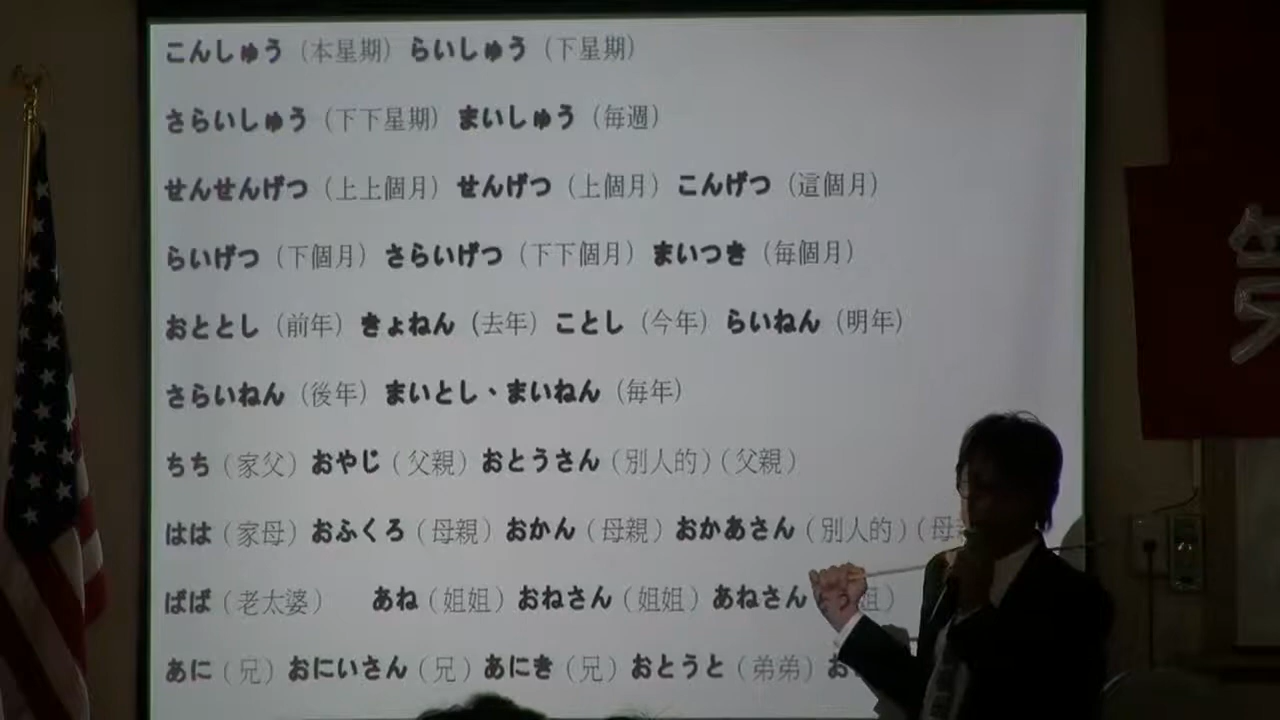 こんしゅう（本星期）らいしゅう（下星期）
さらいしゅう（下下星期）まいしゅう（每週）
せんせんげつ（上上個月）せんげつ（上個月）こんげつ（這個月）
らいげつ（下個月）さらいげつ（下下個月）まいつき（每個月）
おととし（前年）きょねん（去年）ことし（今年）らいねん（明年）
さらいねん（後年）まいとし、まいねん（每年）
ちち（家父）おやじ（父親）おとうさん（別人的）（父親）
はは（家母）おふくろ（母親）おかん（母親）おかあさん（別人的）（母
ばば（老太婆） あね（姐姐）おねさん（姐姐）あねさん 姐）
あに（兄）おにいさん（兄）あにき（兄）おとうと（弟弟）お